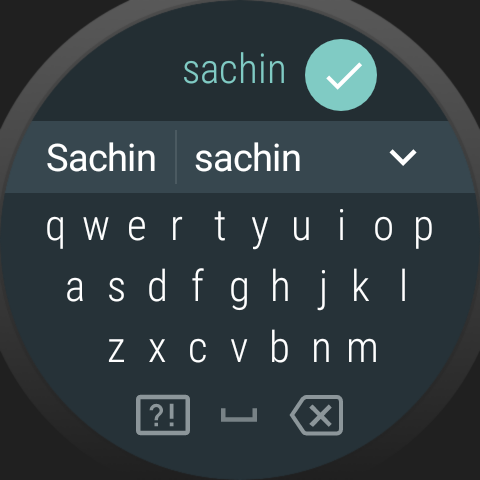 sachin
Sachin sachin
q w e r t y u i o p
a s d f g h j k l
z x c v b n m
?!